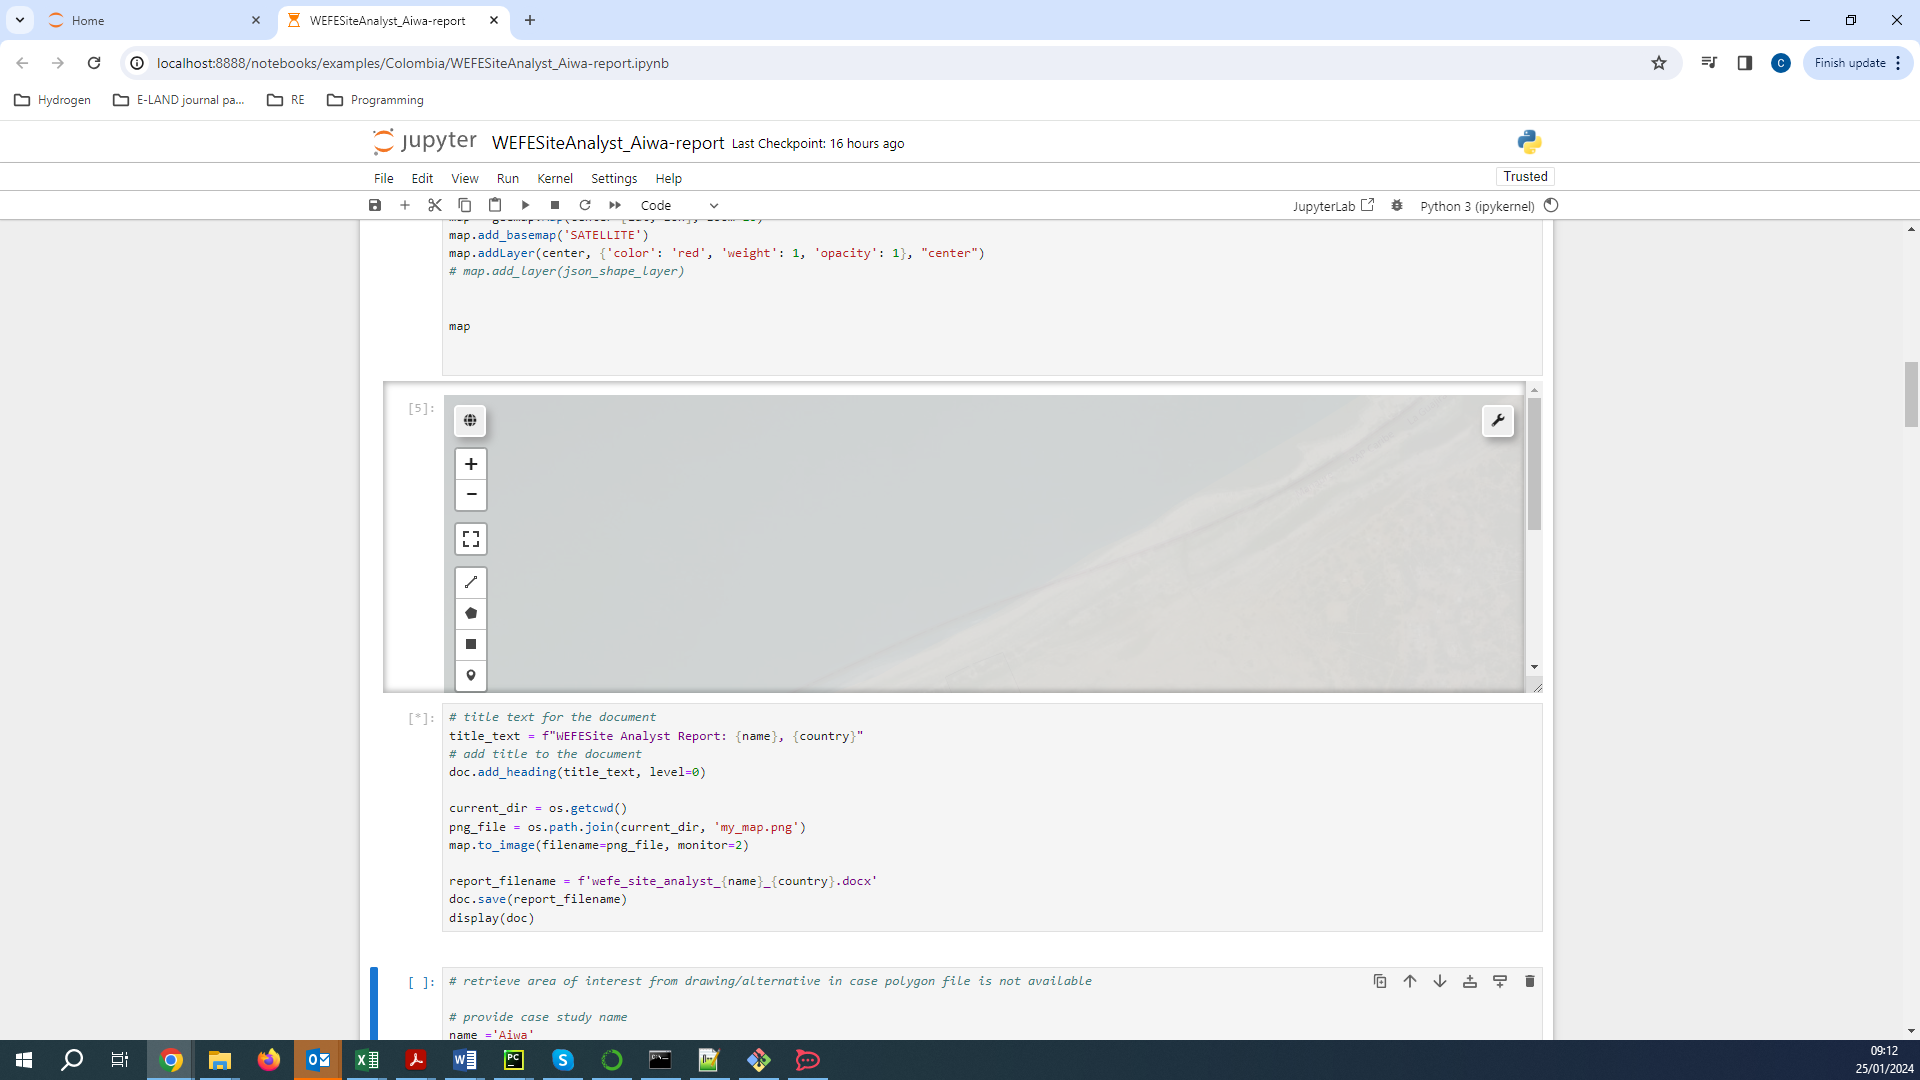 Home
WEFESiteAnalyst_Aiwa-report
localhost:8888/notebooks/examples/Colombia/WEFESiteAnalyst_Aiwa-report.ipynb
C
Finish update
Hydrogen
E-LAND journal pa...
RE
Programming
jupyter WEFESiteAnalyst_Aiwa-report Last Checkpoint: 16 hours ago
File Edit View Run Kernel Settings Help
Trusted
Code
JupyterLab
Python 3 (ipykernel)
map.add_basemap('SATELLITE')
map.addLayer(center, {'color': 'red', 'weight': 1, 'opacity': 1}, "center")
# map.add_layer(json_shape_layer)
map
[5]:
+
−
[*]:
# title text for the document
title_text = f"WEFESite Analyst Report: {name}, {country}"
# add title to the document
doc.add_heading(title_text, level=0)
current_dir = os.getcwd()
png_file = os.path.join(current_dir, 'my_map.png')
map.to_image(filename=png_file, monitor=2)
report_filename = f'wefe_site_analyst_{name}_{country}.docx'
doc.save(report_filename)
display(doc)
[ ]:
# retrieve area of interest from drawing/alternative in case polygon file is not available
# provide case study name
name ='Aiwa'
09:12
25/01/2024